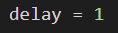 delay = 1